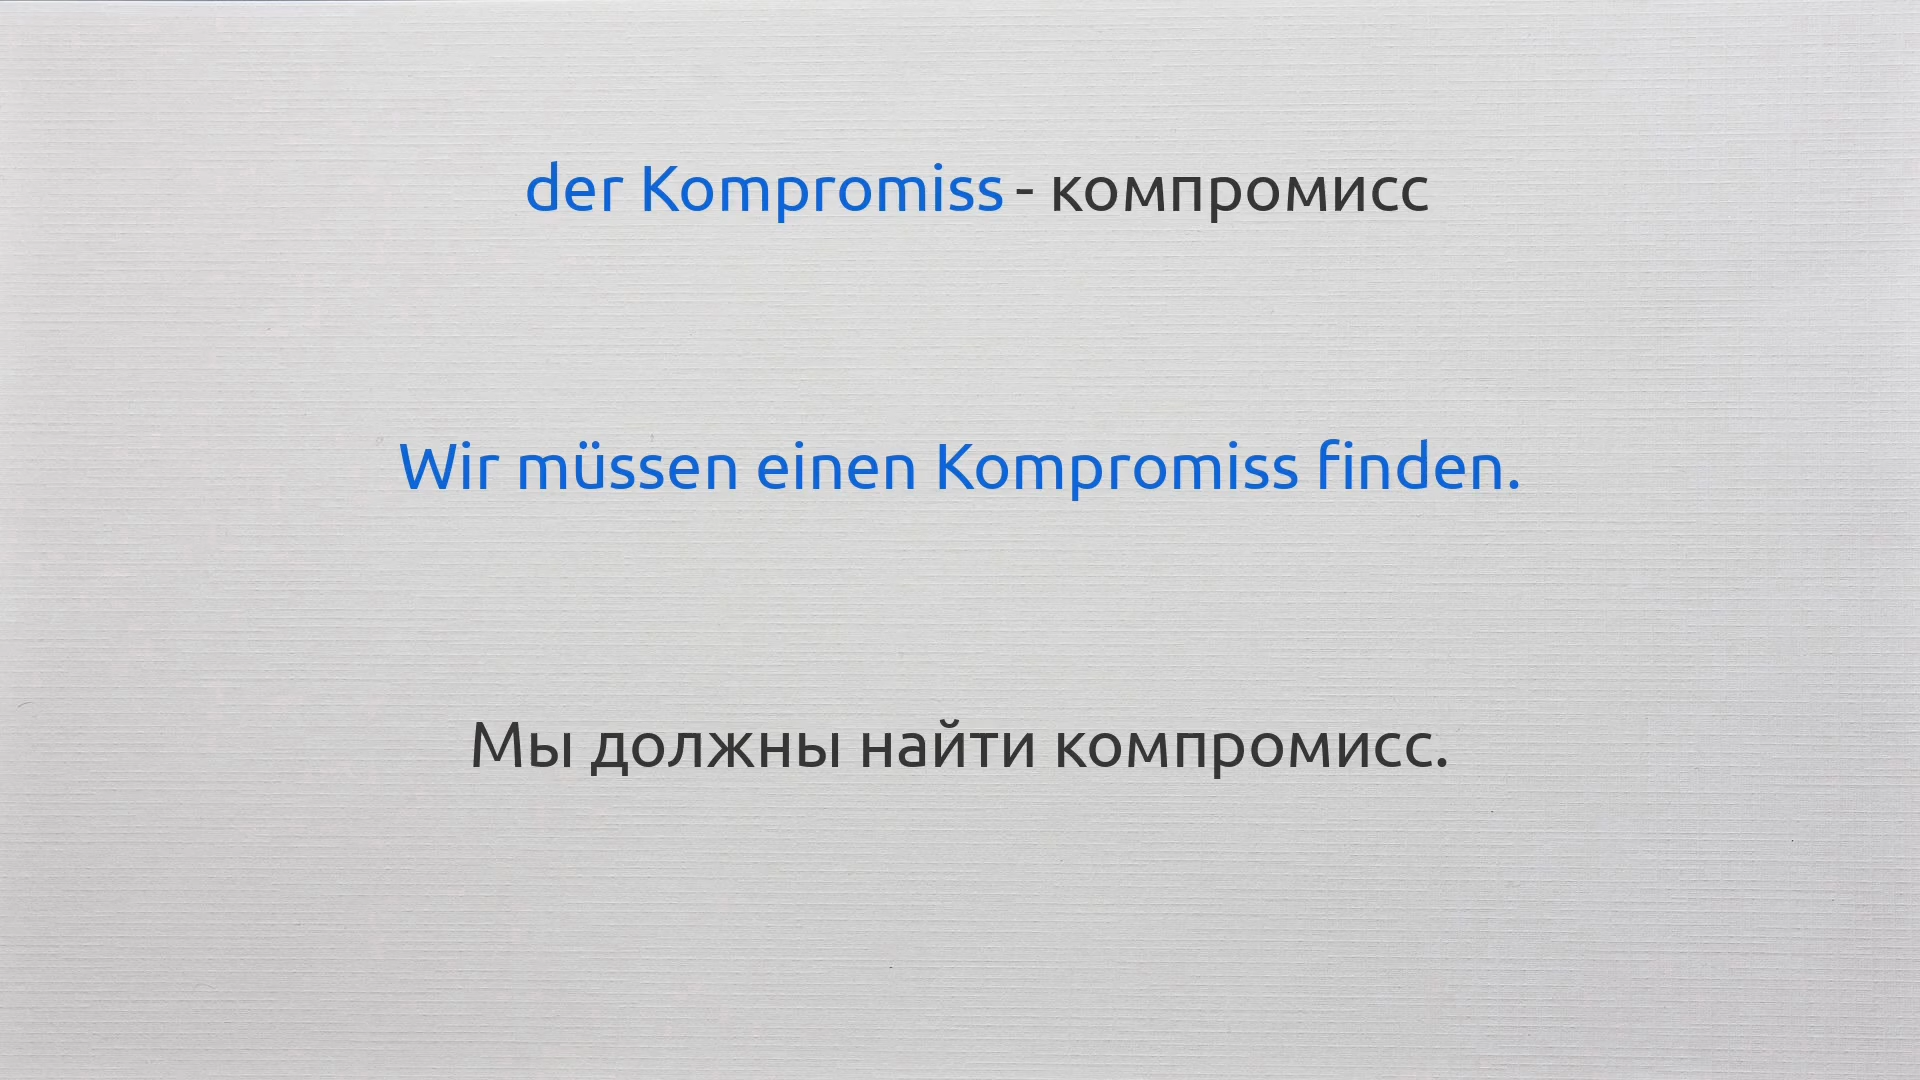 der Kompromiss - компромисс
Wir müssen einen Kompromiss finden.
Мы должны найти компромисс.